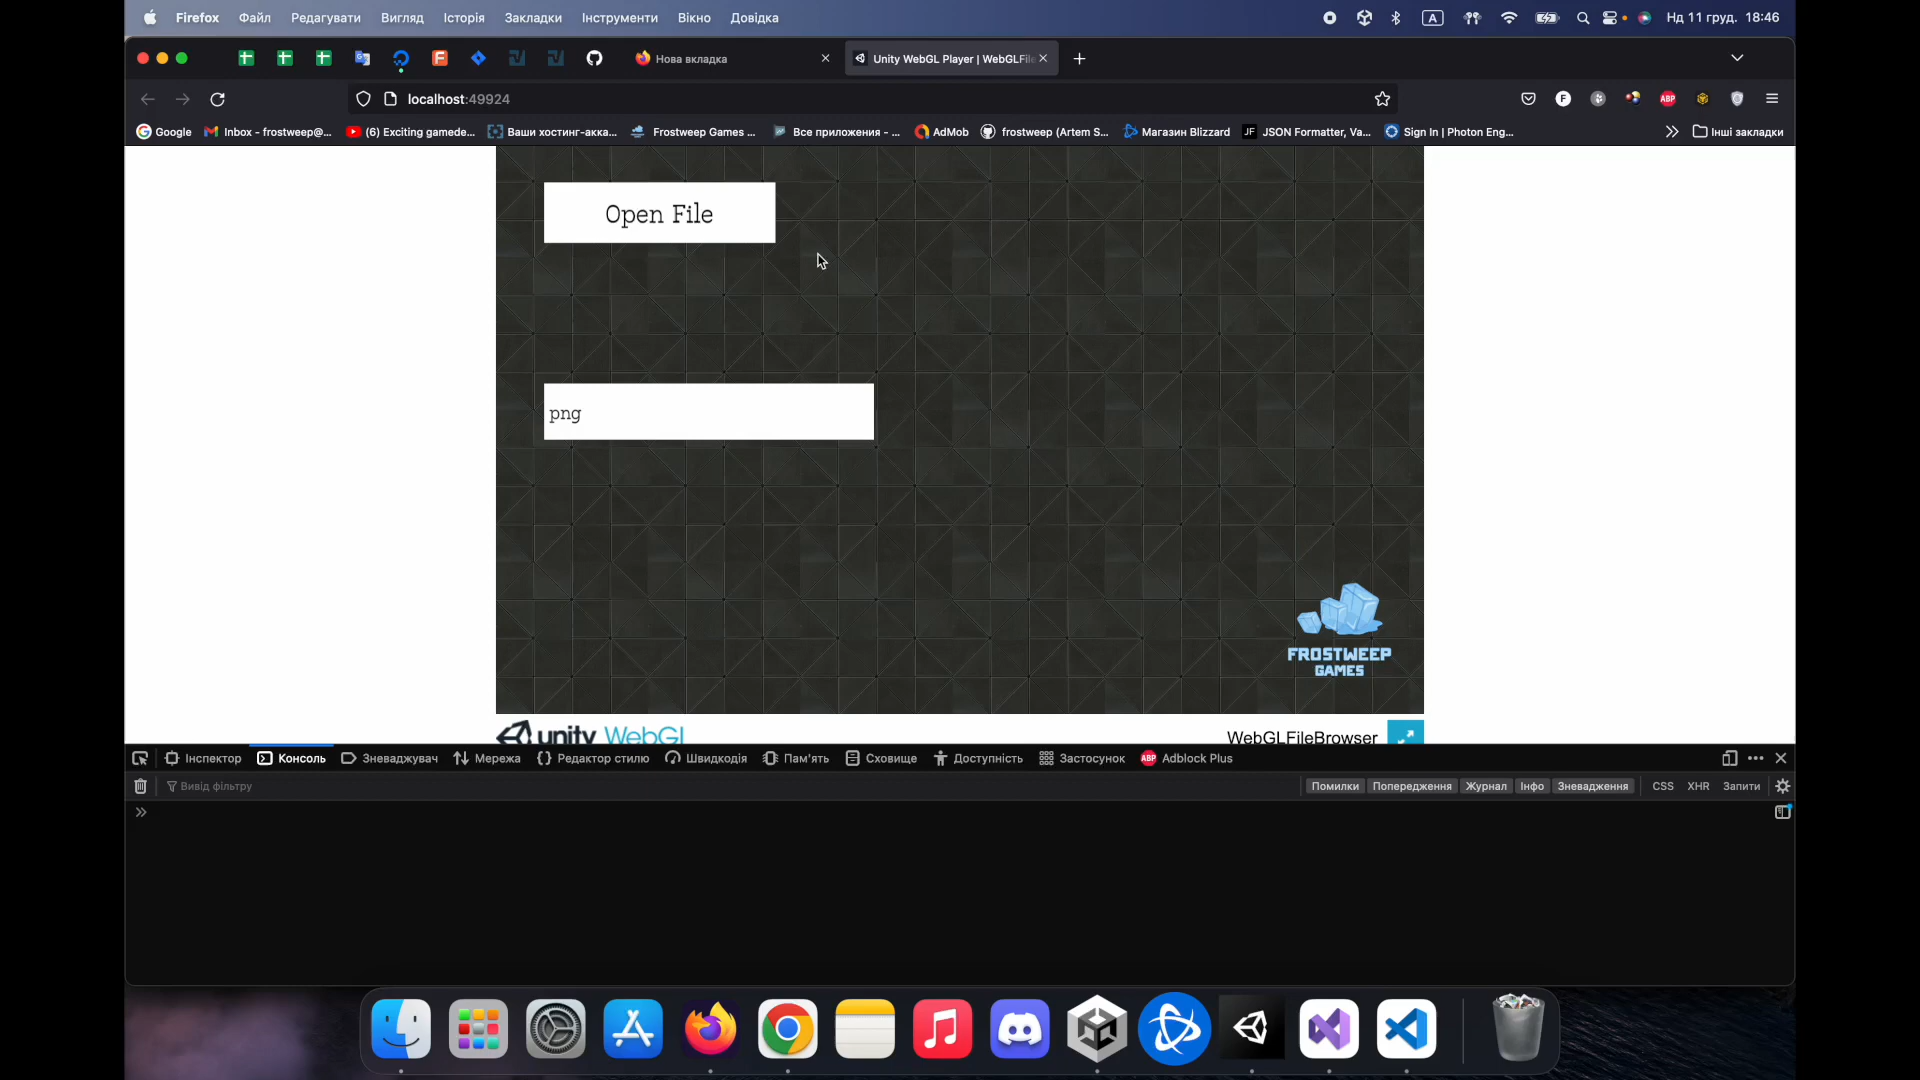 Firefox Файл Редагувати Вигляд Історія Закладки Інструменти Вікно Довідка A Нд 11 груд. 18:46
Нова вкладка Unity WebGL Player | WebGLFile
localhost:49924
Google Inbox - frostweep@... (6) Exciting gamede... Ваши хостинг-акка... Frostweep Games ... Все приложения - ... AdMob frostweep (Artem S... Магазин Blizzard JF JSON Formatter, Va... Sign In | Photon Eng... Інші закладки
Open File
png
FROSTWEEP
GAMES
unity WebGL
WebGLFileBrowser
Інспектор Консоль Зневаджувач Мережа Редактор стилю Швидкодія Пам'ять Сховище Доступність Застосунок ABP Adblock Plus
Вивід фільтру Помилки Попередження Журнал Інфо Зневадження CSS XHR Запити